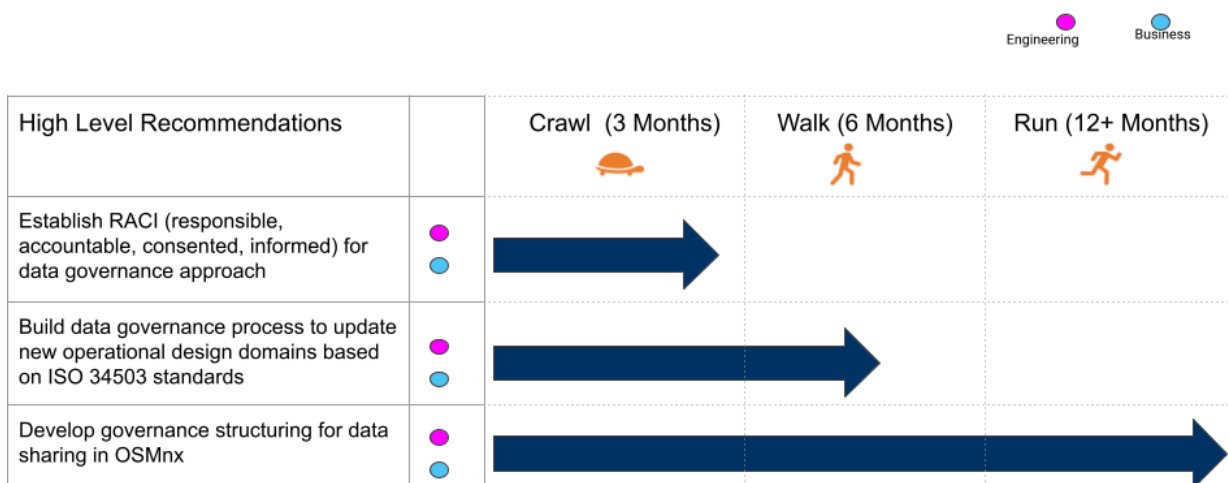 Engineering
Business
High Level Recommendations
Crawl (3 Months)
Walk (6 Months)
Run (12+ Months)
Establish RACI (responsible,
accountable, consented, informed) for
data governance approach
Build data governance process to update
new operational design domains based
on ISO 34503 standards
Develop governance structuring for data
sharing in OSMnx